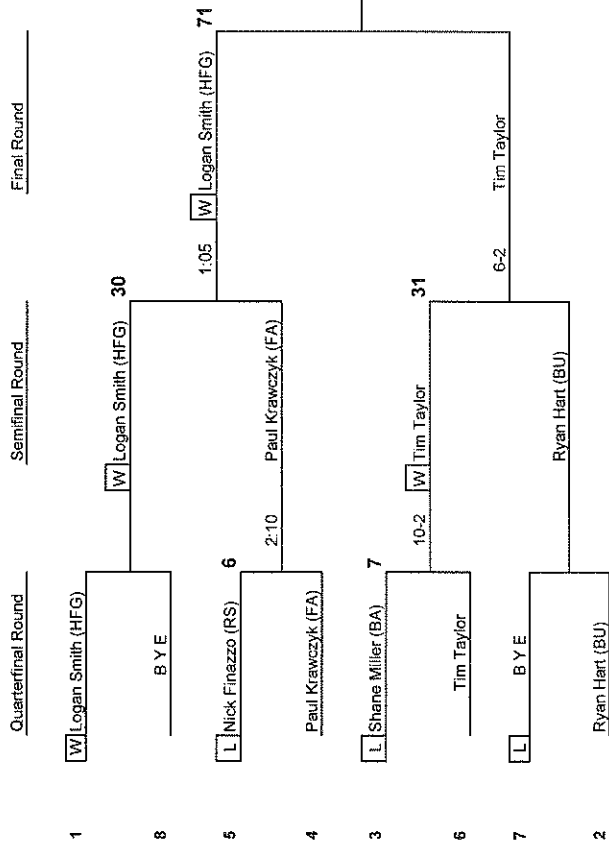 Quarterfinal Round
Semifinal Round
Final Round
1
W Logan Smith (HFG)
8
B Y E
5
L Nick Finazzo (RS)
6
4
Paul Krawczyk (FA)
3
L Shane Miller (BA)
7
6
Tim Taylor
7
L B Y E
2
Ryan Hart (BU)
W Logan Smith (HFG)
30
2:10 Paul Krawczyk (FA)
10-2 W Tim Taylor
31
Ryan Hart (BU)
1:05 W Logan Smith (HFG)
71
6-2 Tim Taylor